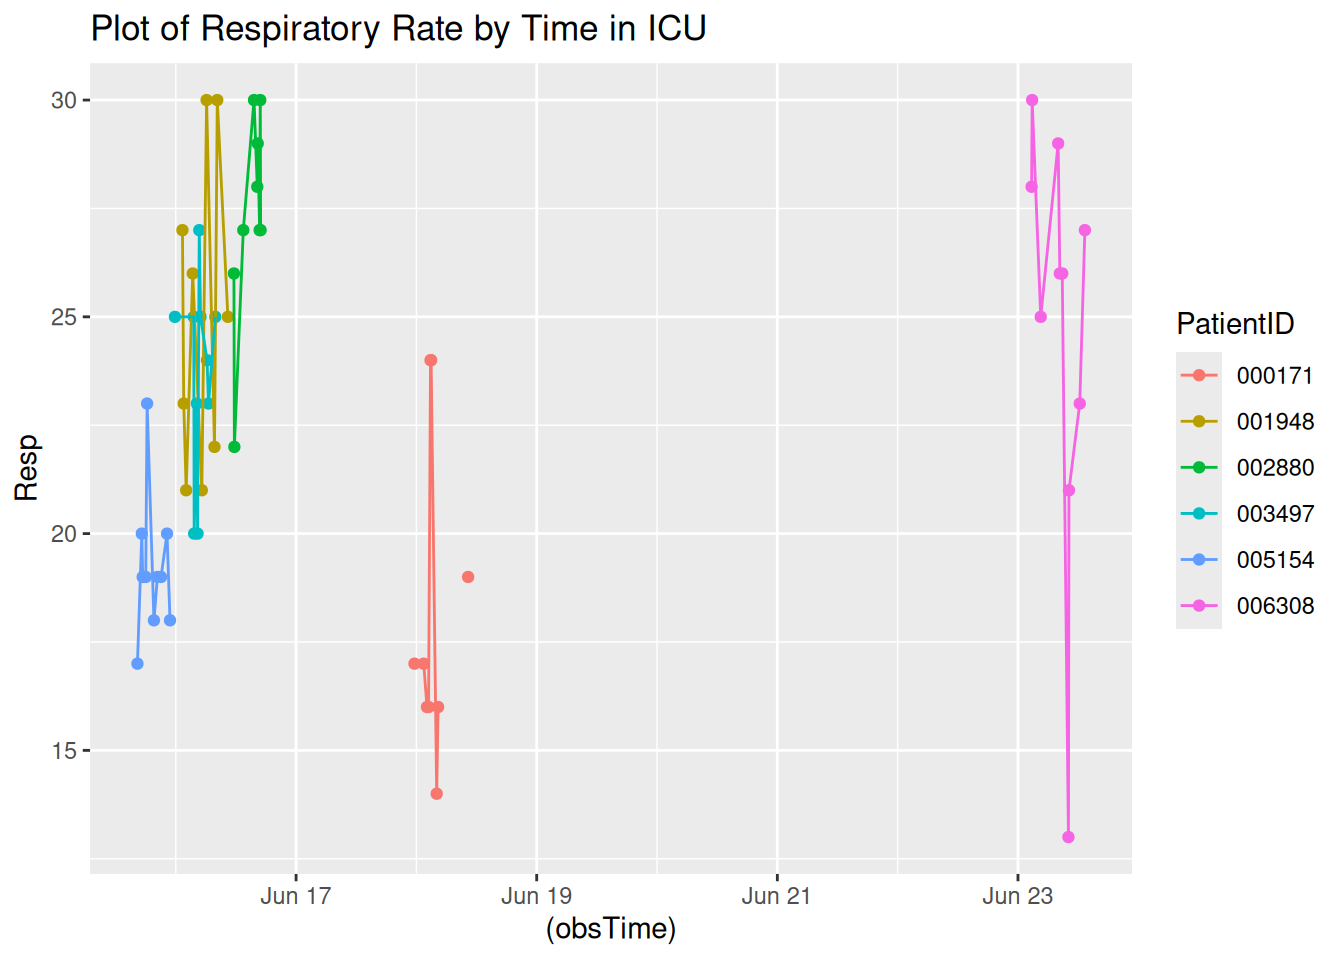 Plot of Respiratory Rate by Time in ICU
30
25
20
15
Resp
Jun 17
Jun 19
Jun 21
Jun 23
(obsTime)
PatientID
000171
001948
002880
003497
005154
006308